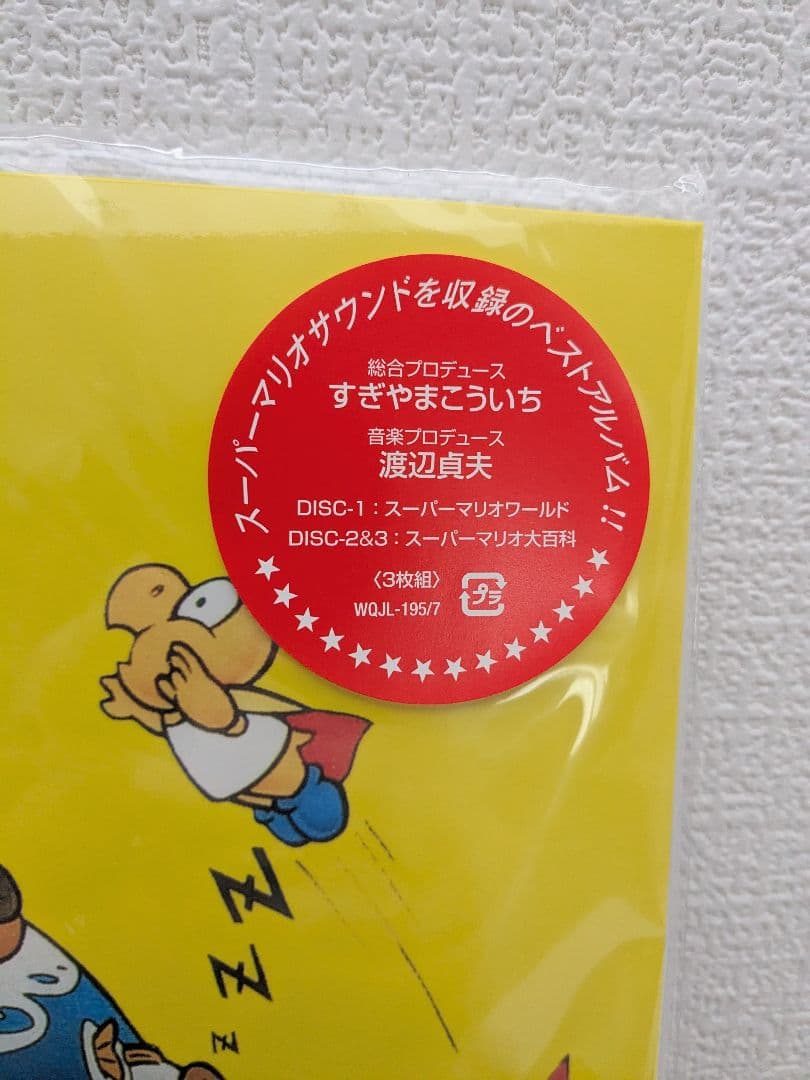 スーパーマリオサウンドを収録のベストアルバム!!
総合プロデュース
すぎやまこういち
音楽プロデュース
渡辺貞夫
DISC-1：スーパーマリオワールド
DISC-2&3：スーパーマリオ大百科
〈3枚組〉
WQJL-195/7
プラ
Z
Z
Z